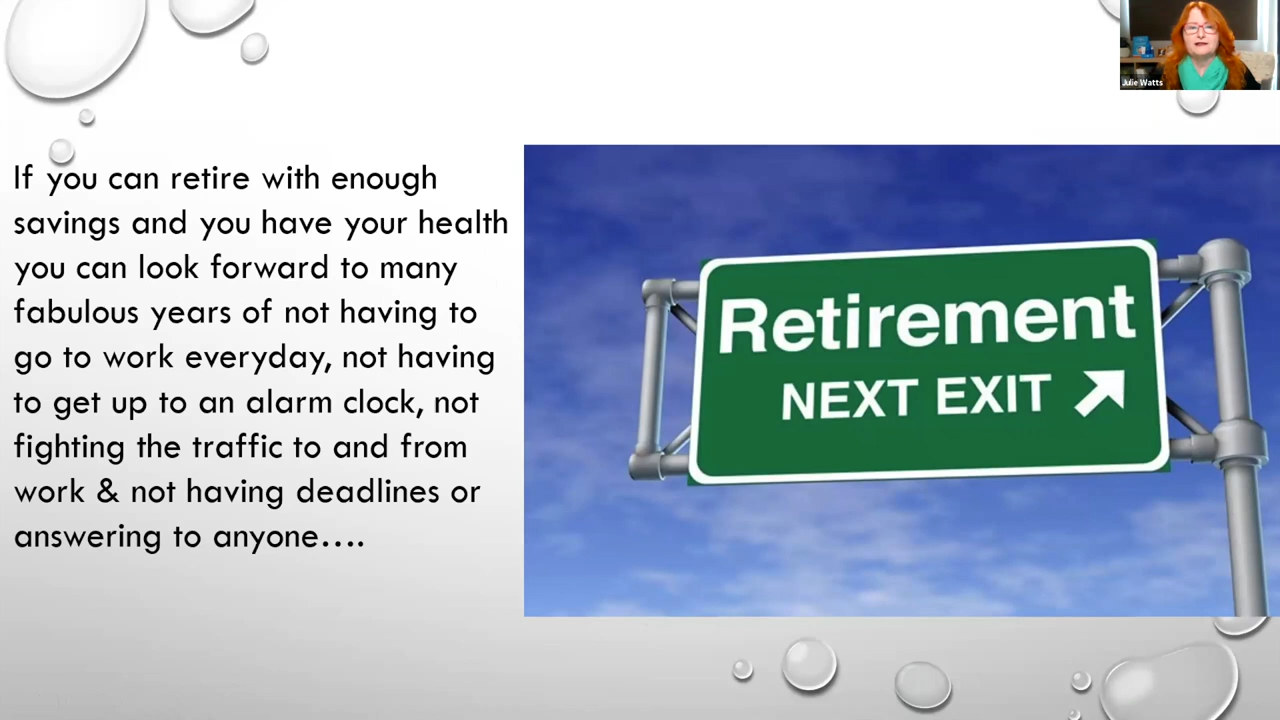 Julie Watts
If you can retire with enough
savings and you have your health
you can look forward to many
fabulous years of not having to
go to work everyday, not having
to get up to an alarm clock, not
fighting the traffic to and from
work & not having deadlines or
answering to anyone….
Retirement
NEXT EXIT